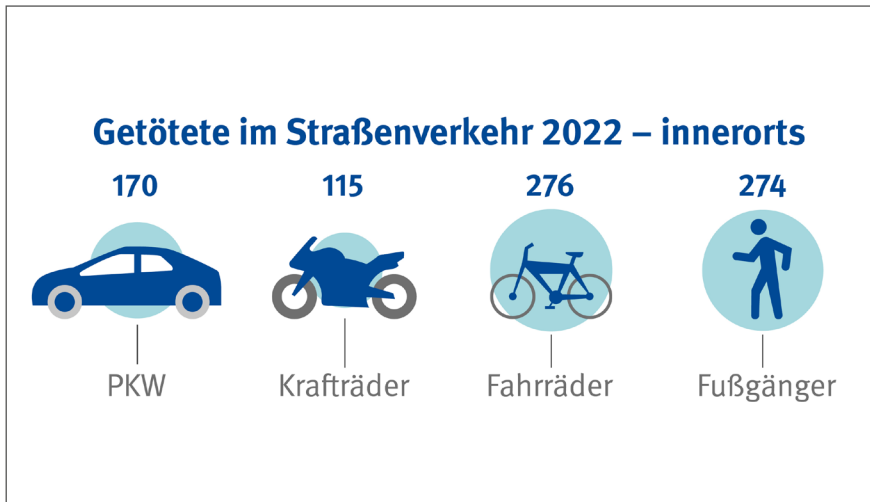 Getötete im Straßenverkehr 2022 – innerorts
170 115 276 274
PKW Krafträder Fahrräder Fußgänger